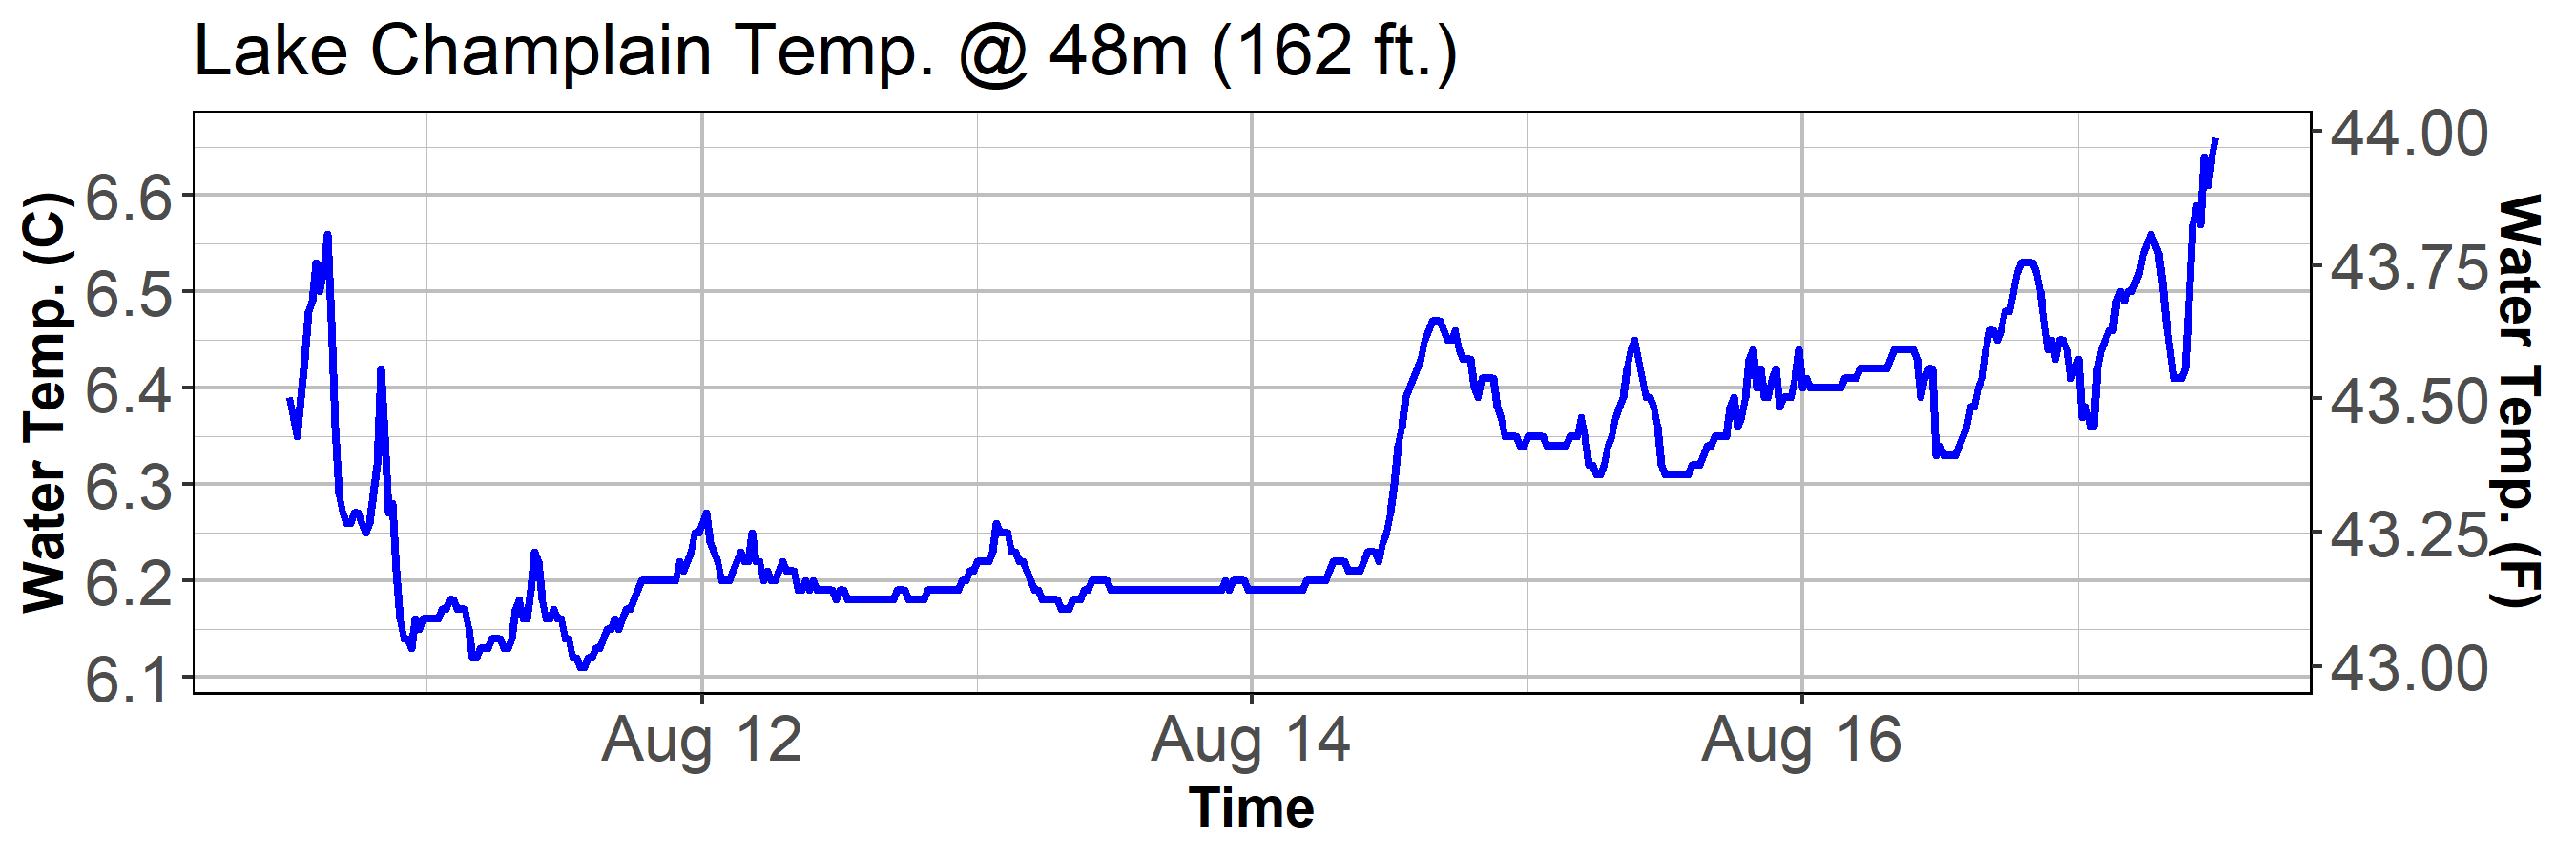 Lake Champlain Temp. @ 48m (162 ft.)
Water Temp. (C)
6.6
6.5
6.4
6.3
6.2
6.1
44.00
43.75
43.50
43.25
43.00
Water Temp. (F)
Aug 12
Aug 14
Aug 16
Time